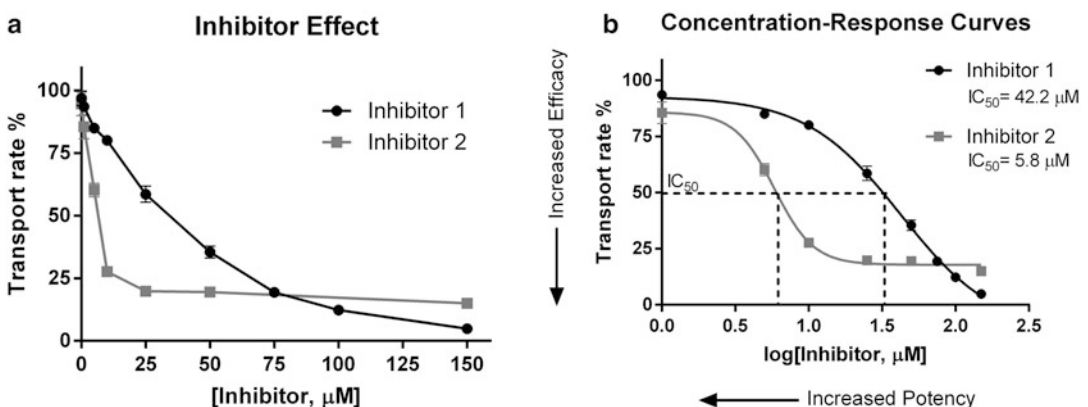 a
Inhibitor Effect
Transport rate %
100
75
50
25
0
0
25
50
75
100
125
150
[Inhibitor, μM]
Inhibitor 1
Inhibitor 2
Increased Efficacy
b
Concentration-Response Curves
Transport rate %
100
75
50
25
0
0.0
0.5
1.0
1.5
2.0
2.5
log[Inhibitor, μM]
IC50
Inhibitor 1
IC50= 42.2 μM
Inhibitor 2
IC50= 5.8 μM
Increased Potency